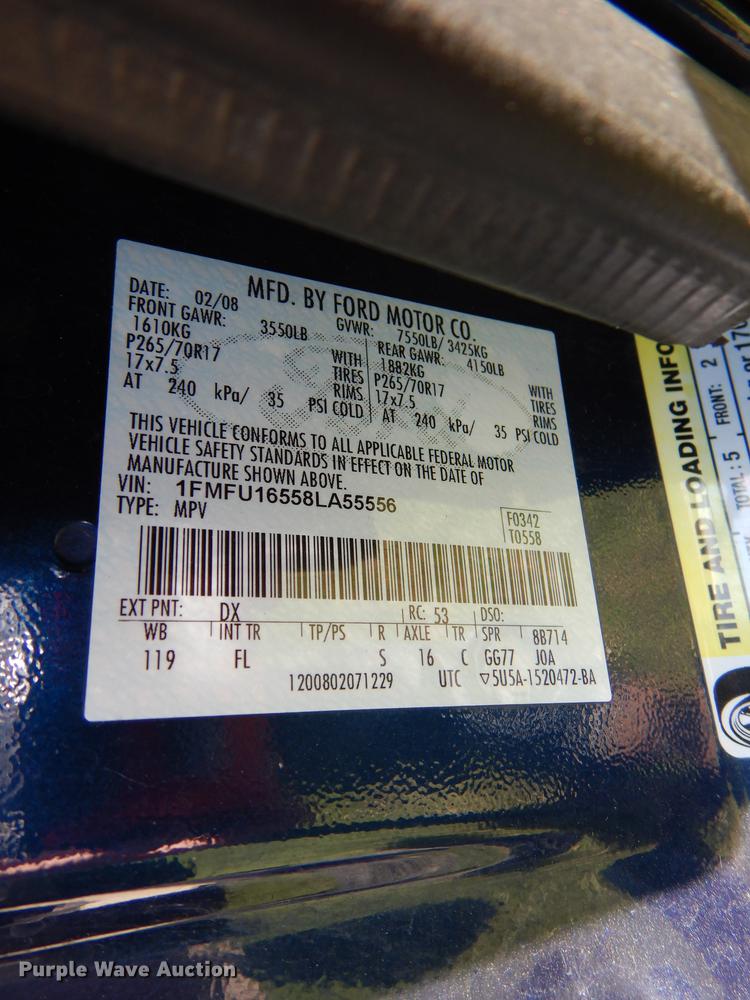 MFD. BY FORD MOTOR CO.
DATE: 02/08 GVWR: 7550LB/ 3425KG
FRONT GAWR: 3550LB REAR GAWR: 4150LB
1610KG WITH 1882KG WITH
P265/70R17 TIRES P265/70R17 TIRES
17x7.5 RIMS 17x7.5 RIMS
AT 240 kPa/ 35 PSI COLD AT 240 kPa/ 35 PSI COLD
THIS VEHICLE CONFORMS TO ALL APPLICABLE FEDERAL MOTOR
VEHICLE SAFETY STANDARDS IN EFFECT ON THE DATE OF
MANUFACTURE SHOWN ABOVE.
VIN: 1FMFU16558LA55556
TYPE: MPV
F0342
T0558
EXT PNT: DX RC: 53 DSO:
WB INT TR TP/PS R AXLE TR SPR 8B714
119 FL S 16 C GG77 JOA
1200802071229 UTC ▽5U5A-1520472-BA
TIRE AND LOADING INFO
TOTAL: 5 FRONT: 2
Purple Wave Auction